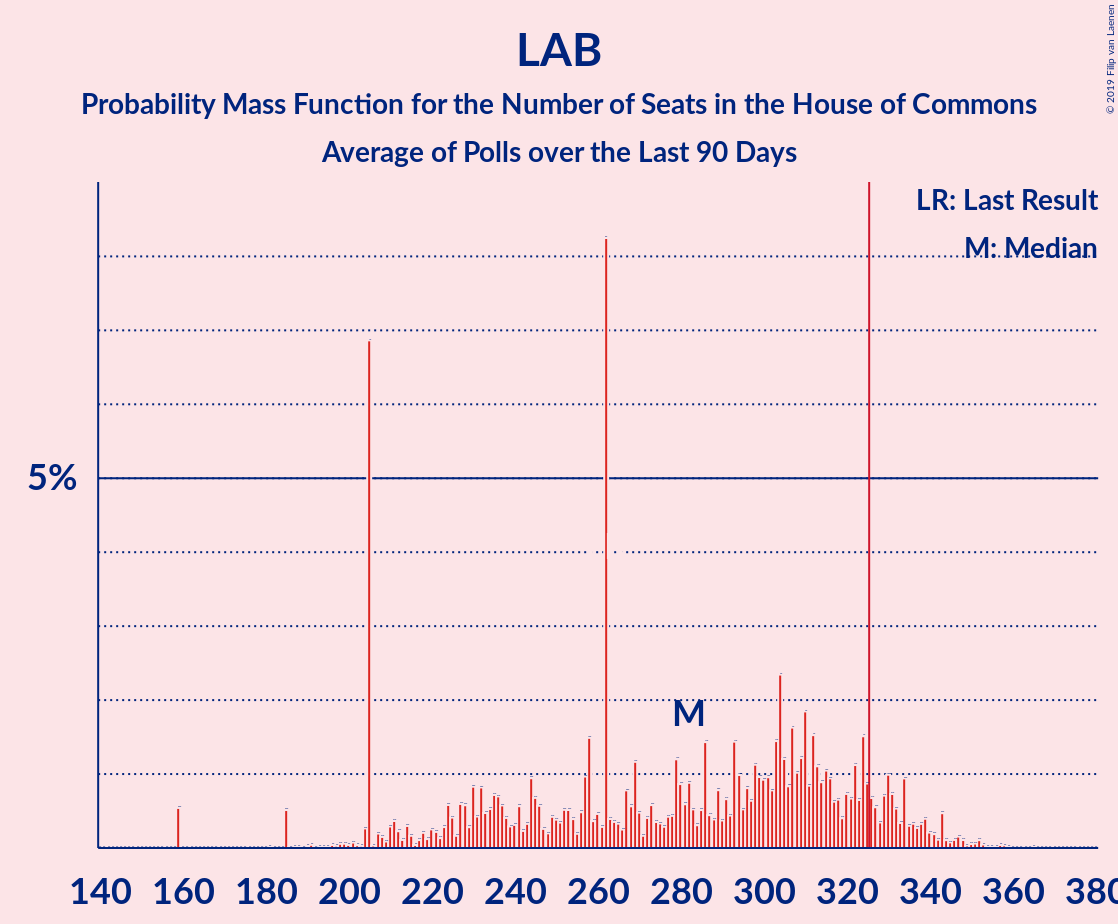 LAB
Probability Mass Function for the Number of Seats in the House of Commons
Average of Polls over the Last 90 Days
© 2019 Filip van Laenen
LR: Last Result
M: Median
5%
M
140 160 180 200 220 240 260 280 300 320 340 360 380